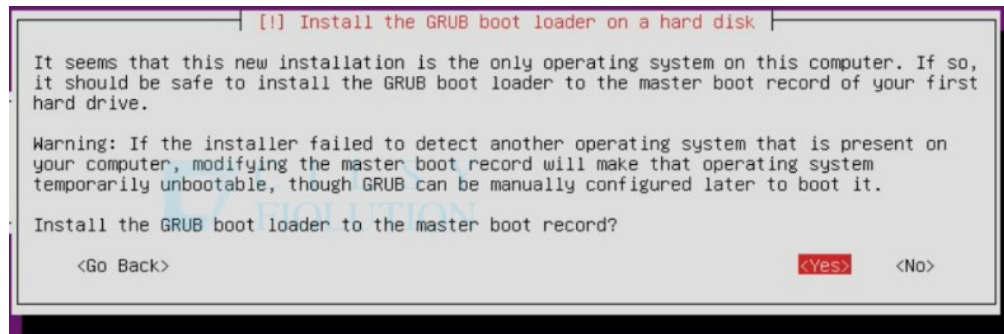 [!] Install the GRUB boot loader on a hard disk
It seems that this new installation is the only operating system on this computer. If so,
it should be safe to install the GRUB boot loader to the master boot record of your first
hard drive.
Warning: If the installer failed to detect another operating system that is present on
your computer, modifying the master boot record will make that operating system
temporarily unbootable, though GRUB can be manually configured later to boot it.
Install the GRUB boot loader to the master boot record?
<Go Back> <Yes> <No>